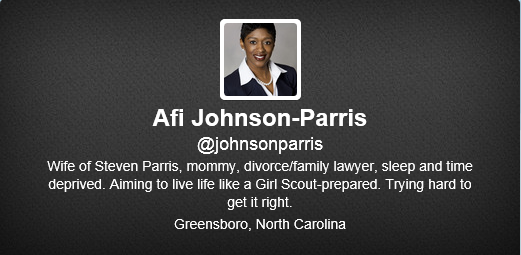 Afi Johnson-Parris
@johnsonparris
Wife of Steven Parris, mommy, divorce/family lawyer, sleep and time
deprived. Aiming to live life like a Girl Scout-prepared. Trying hard to
get it right.
Greensboro, North Carolina